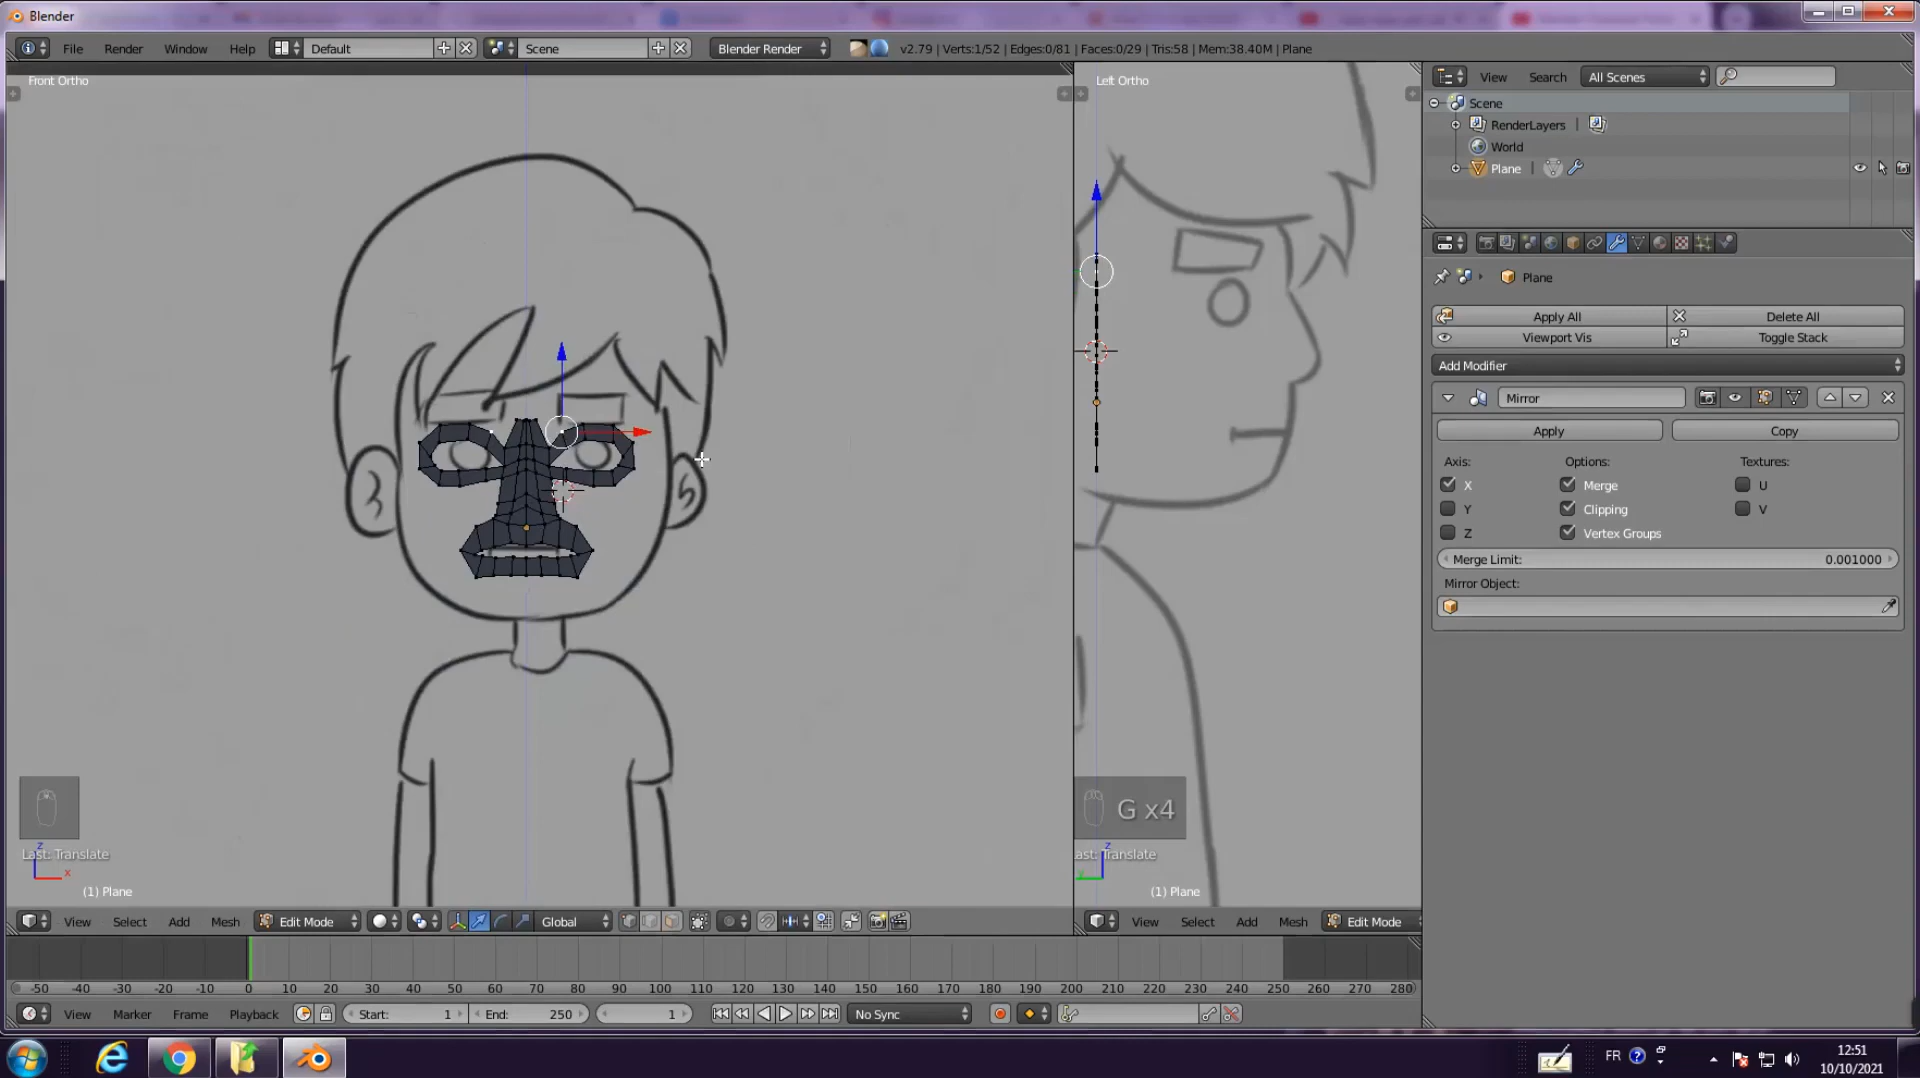 Blender
File Render Window Help Default Scene Blender Render v2.79 | Verts:1/52 | Edges:0/81 | Faces:0/29 | Tris:58 | Mem:38.40M | Plane
Front Ortho
Left Ortho
View Search All Scenes
Scene
RenderLayers |
World
Plane |
Plane
Apply All Delete All
Viewport Vis Toggle Stack
Add Modifier
Mirror
Apply Copy
Axis: Options: Textures:
X Merge U
Y Clipping V
Z Vertex Groups
Merge Limit: 0.001000
Mirror Object:
G x4
Last: Translate
z
x
(1) Plane
ast: Translate
z
y
(1) Plane
View Select Add Mesh Edit Mode Global
View Select Add Mesh Edit Mode
-50 -40 -30 -20 -10 0 10 20 30 40 50 60 70 80 90 100 110 120 130 140 150 160 170 180 190 200 210 220 230 240 250 260 270 280
View Marker Frame Playback Start: 1 End: 250 1 No Sync
FR
12:51
10/10/2021